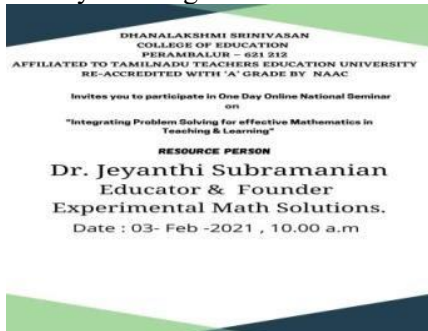 DHANALAKSHMI SRINIVASAN
COLLEGE OF EDUCATION
PERAMBALUR – 621 212
AFFILIATED TO TAMILNADU TEACHERS EDUCATION UNIVERSITY
RE-ACCREDITED WITH 'A' GRADE BY NAAC
Invites you to participate in One Day Online National Seminar
on
"Integrating Problem Solving for effective Mathematics in
Teaching & Learning"
RESOURCE PERSON
Dr. Jeyanthi Subramanian
Educator & Founder
Experimental Math Solutions.
Date : 03- Feb -2021 , 10.00 a.m